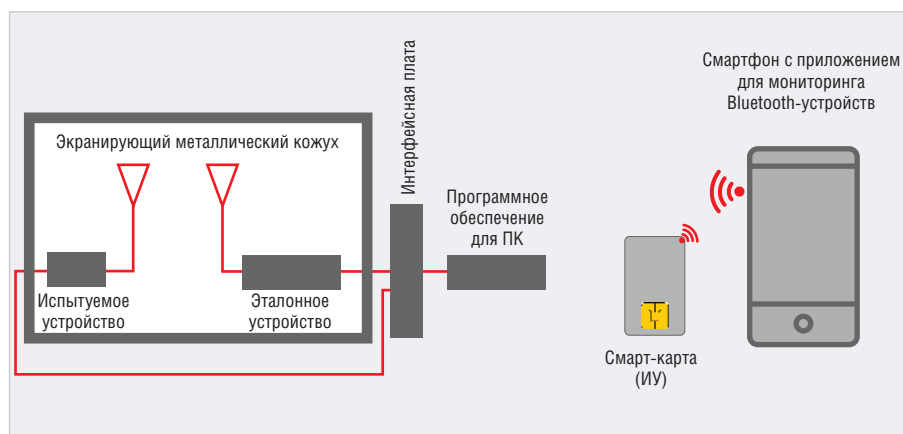 Экранирующий металлический кожух
Испытуемое
устройство
Эталонное
устройство
Интерфейсная плата
Программное
обеспечение
для ПК
Смартфон с приложением
для мониторинга
Bluetooth-устройств
Смарт-карта
(ИУ)